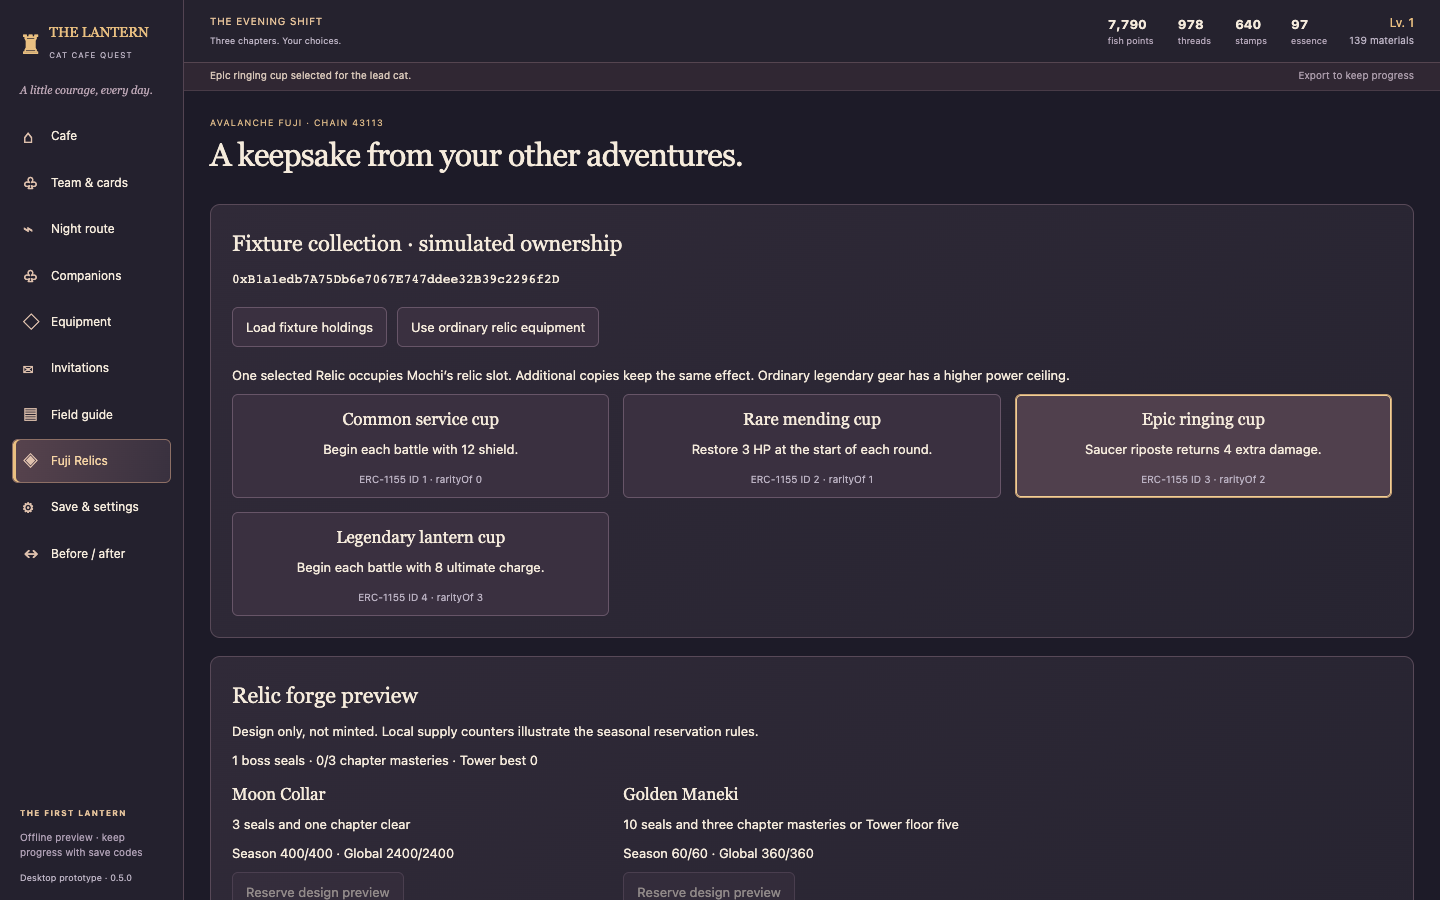 THE LANTERN
CAT CAFE QUEST
A little courage, every day.
Cafe
Team & cards
Night route
Companions
Equipment
Invitations
Field guide
Fuji Relics
Save & settings
Before / after
THE FIRST LANTERN
Offline preview · keep
progress with save codes
Desktop prototype · 0.5.0
THE EVENING SHIFT
Three chapters. Your choices.
7,790
fish points
978
threads
640
stamps
97
essence
Lv. 1
139 materials
Epic ringing cup selected for the lead cat.
Export to keep progress
AVALANCHE FUJI · CHAIN 43113
A keepsake from your other adventures.
Fixture collection · simulated ownership
0xB1a1edb7A75Db6e7067E747ddee32B39c2296f2D
Load fixture holdings
Use ordinary relic equipment
One selected Relic occupies Mochi's relic slot. Additional copies keep the same effect. Ordinary legendary gear has a higher power ceiling.
Common service cup
Begin each battle with 12 shield.
ERC-1155 ID 1 · rarityOf 0
Rare mending cup
Restore 3 HP at the start of each round.
ERC-1155 ID 2 · rarityOf 1
Epic ringing cup
Saucer riposte returns 4 extra damage.
ERC-1155 ID 3 · rarityOf 2
Legendary lantern cup
Begin each battle with 8 ultimate charge.
ERC-1155 ID 4 · rarityOf 3
Relic forge preview
Design only, not minted. Local supply counters illustrate the seasonal reservation rules.
1 boss seals · 0/3 chapter masteries · Tower best 0
Moon Collar
3 seals and one chapter clear
Season 400/400 · Global 2400/2400
Reserve design preview
Golden Maneki
10 seals and three chapter masteries or Tower floor five
Season 60/60 · Global 360/360
Reserve design preview